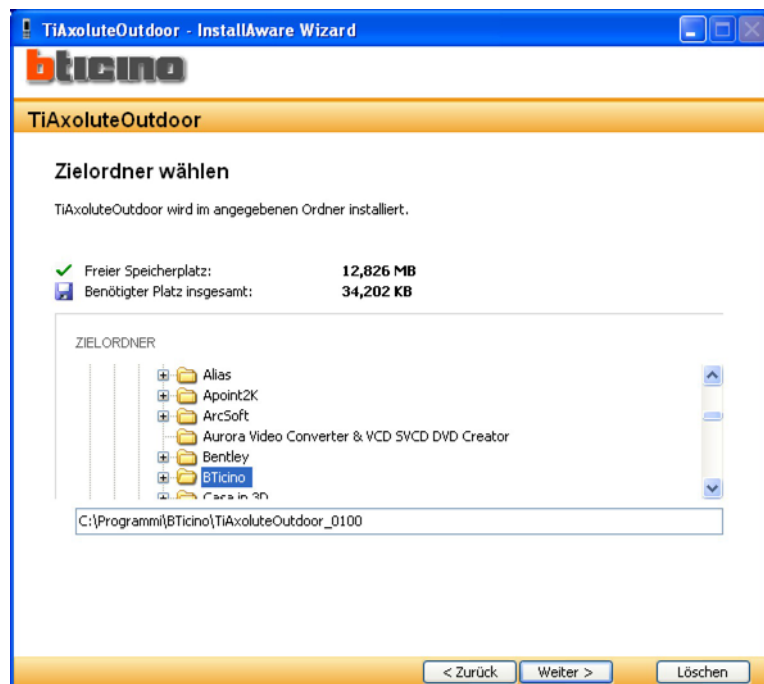 TiAxoluteOutdoor - InstallAware Wizard
bticino
TiAxoluteOutdoor
Zielordner wählen
TiAxoluteOutdoor wird im angegebenen Ordner installiert.
Freier Speicherplatz: 12,826 MB
Benötigter Platz insgesamt: 34,202 KB
ZIELORDNER
Alias
Apoint2K
ArcSoft
Aurora Video Converter & VCD SVCD DVD Creator
Bentley
BTicino
Casa in 3D
C:\Programmi\BTicino\TiAxoluteOutdoor_0100
< Zurück Weiter > Löschen